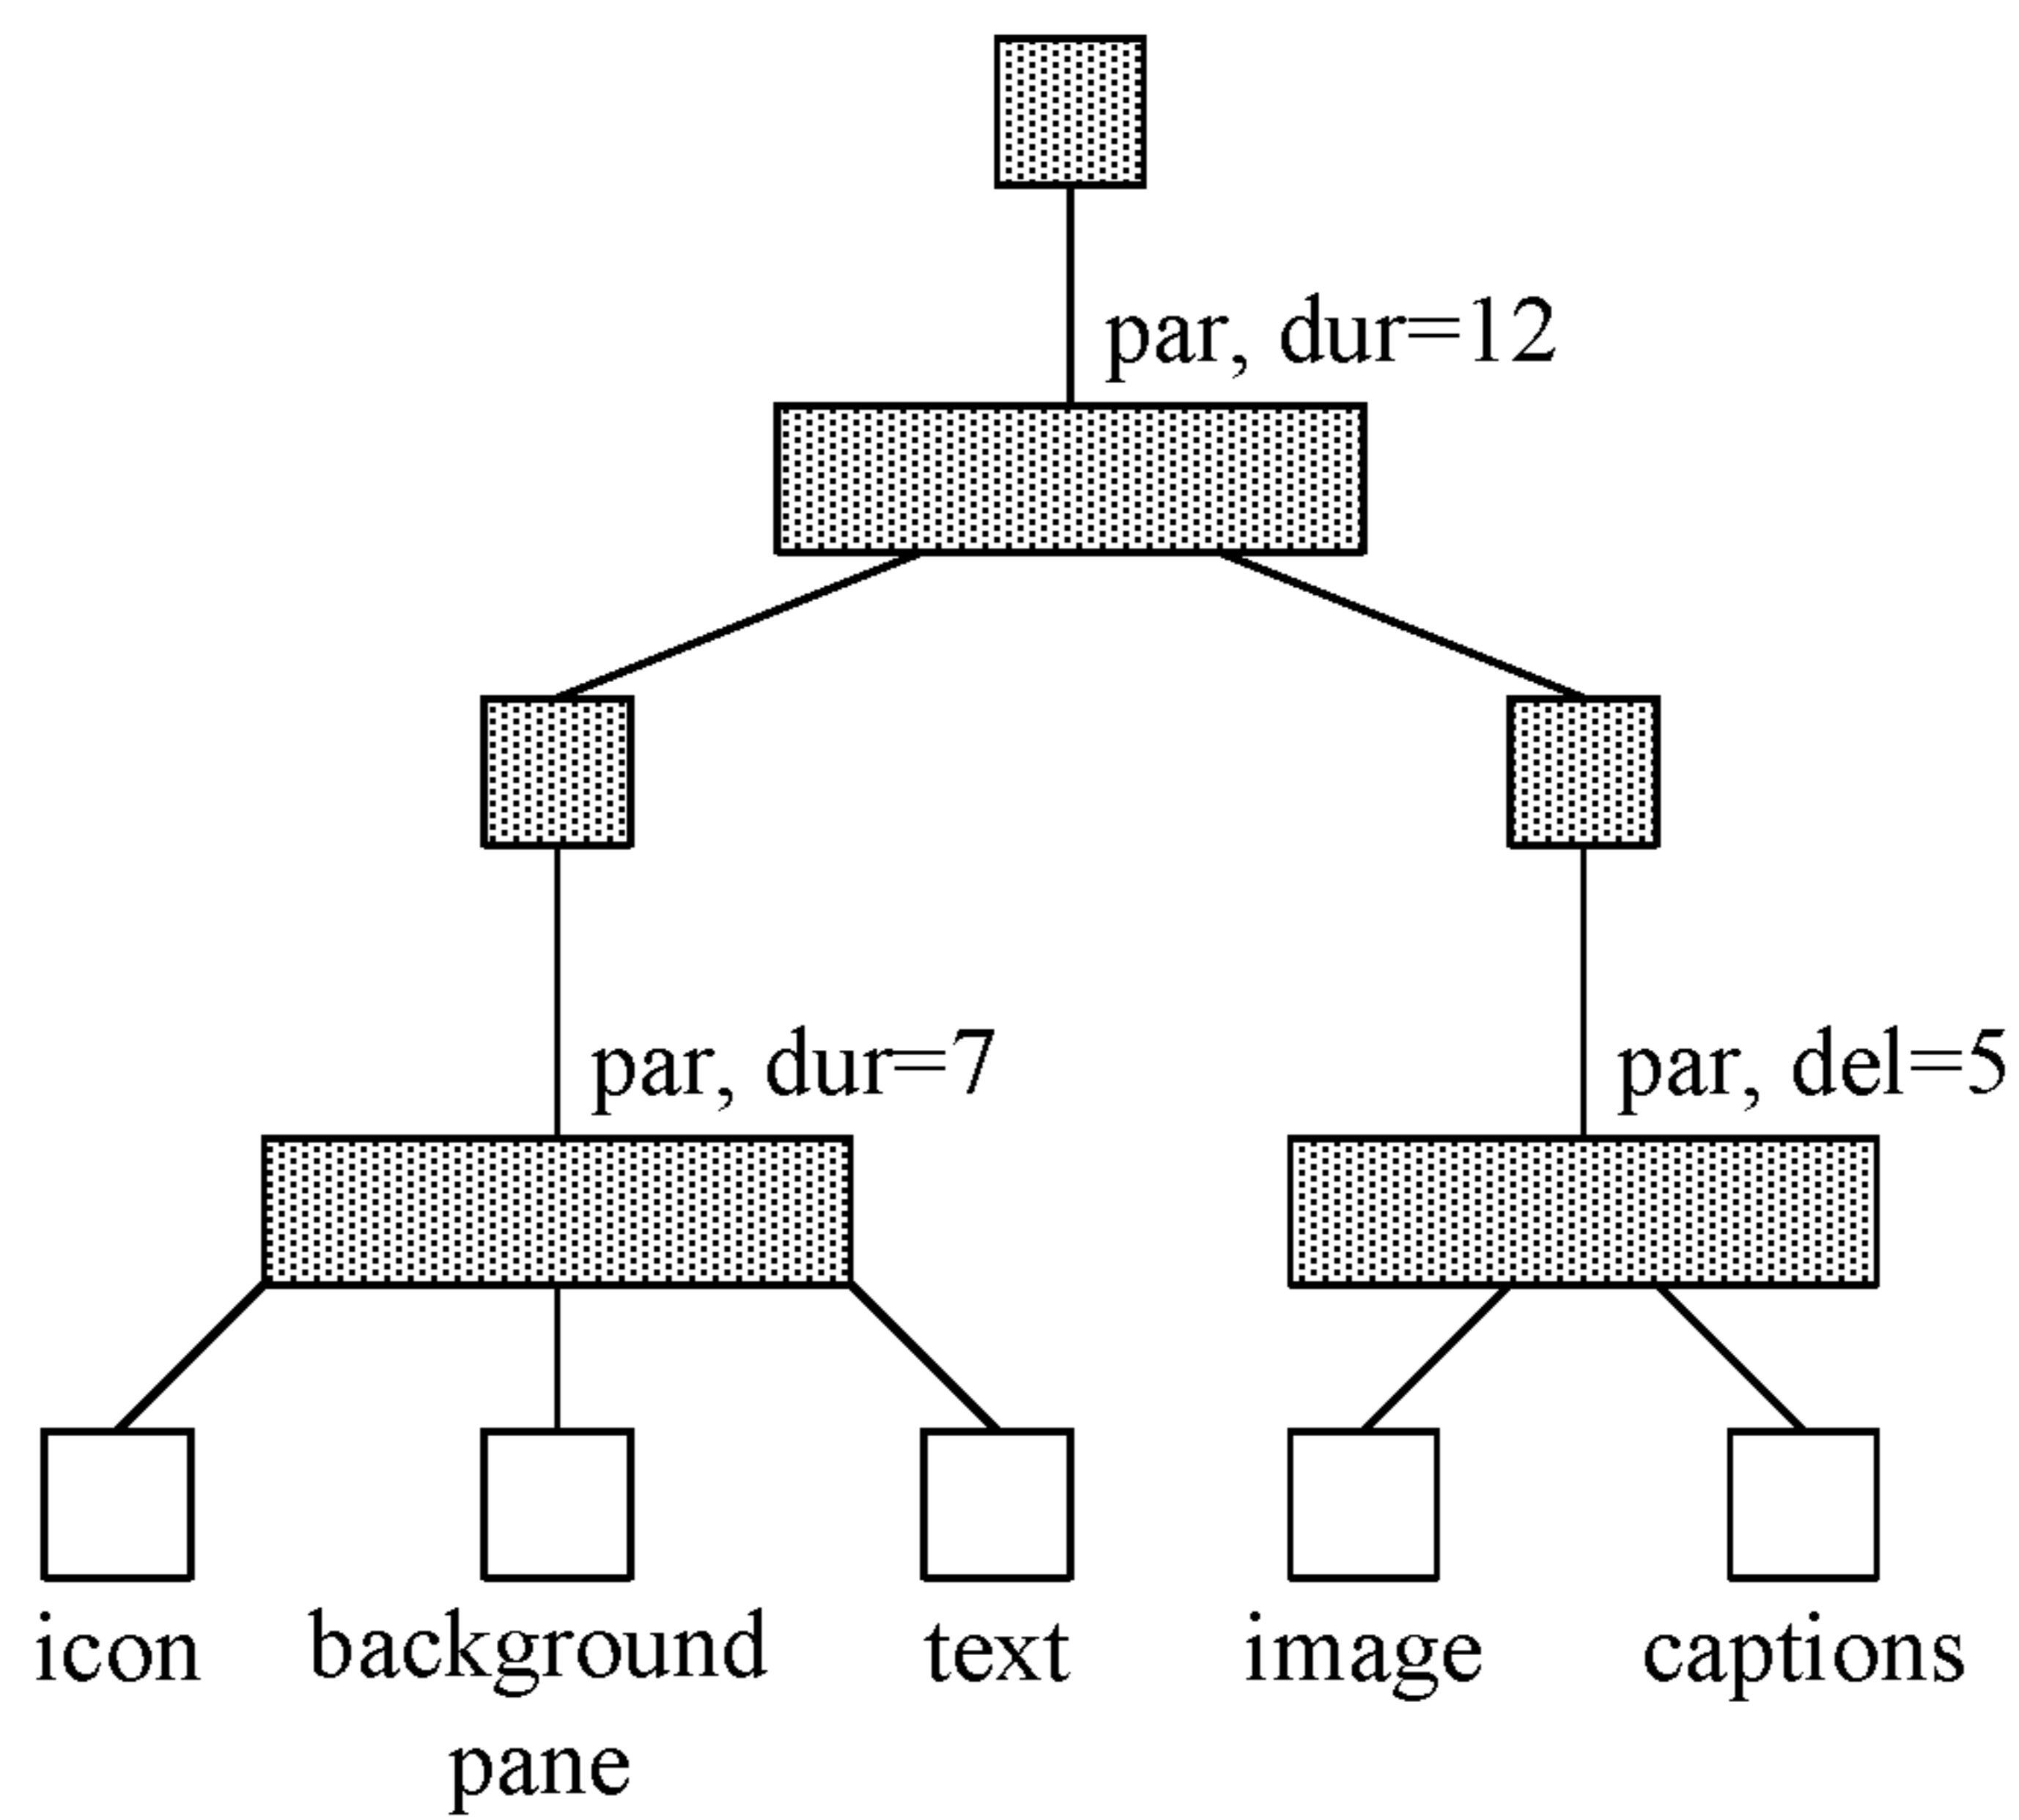 par, dur=12
par, dur=7
par, del=5
icon
background
pane
text
image
captions